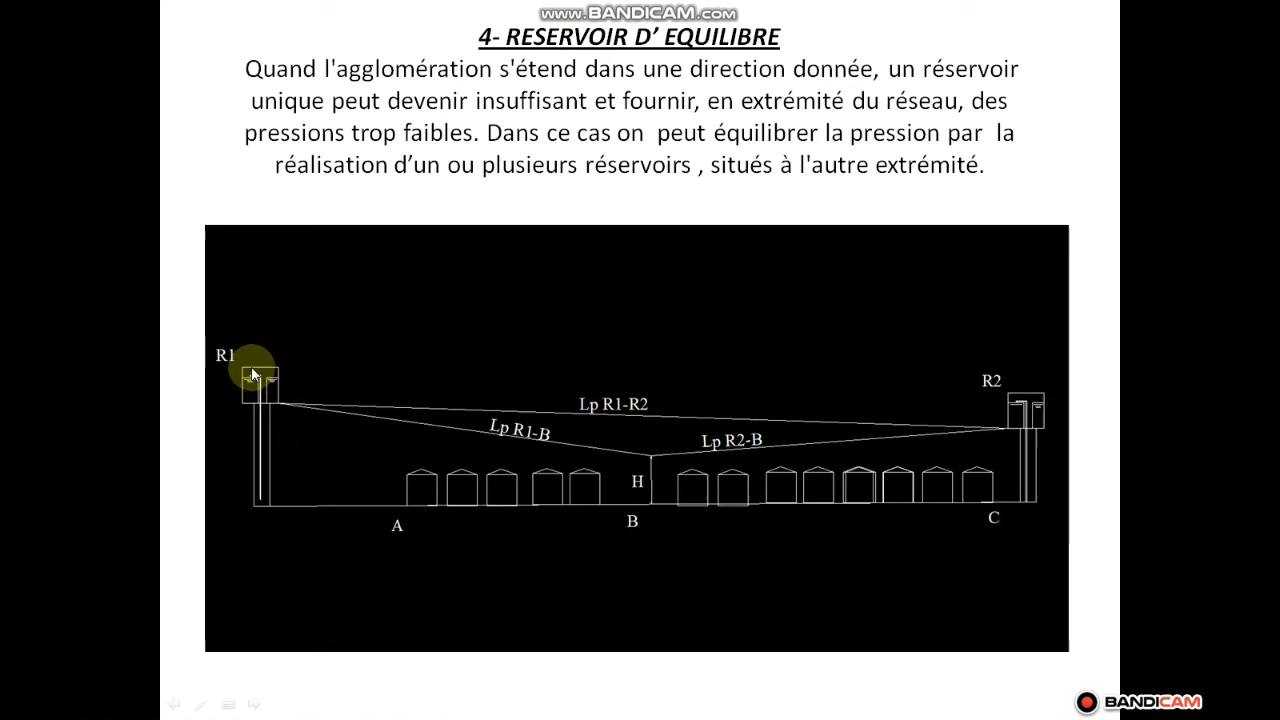 www.BANDICAM.com
4- RESERVOIR D’ EQUILIBRE
Quand l'agglomération s'étend dans une direction donnée, un réservoir
unique peut devenir insuffisant et fournir, en extrémité du réseau, des
pressions trop faibles. Dans ce cas on peut équilibrer la pression par la
réalisation d’un ou plusieurs réservoirs , situés à l'autre extrémité.
R1
R2
Lp R1-R2
Lp R1-B
Lp R2-B
H
A
B
C
BANDICAM